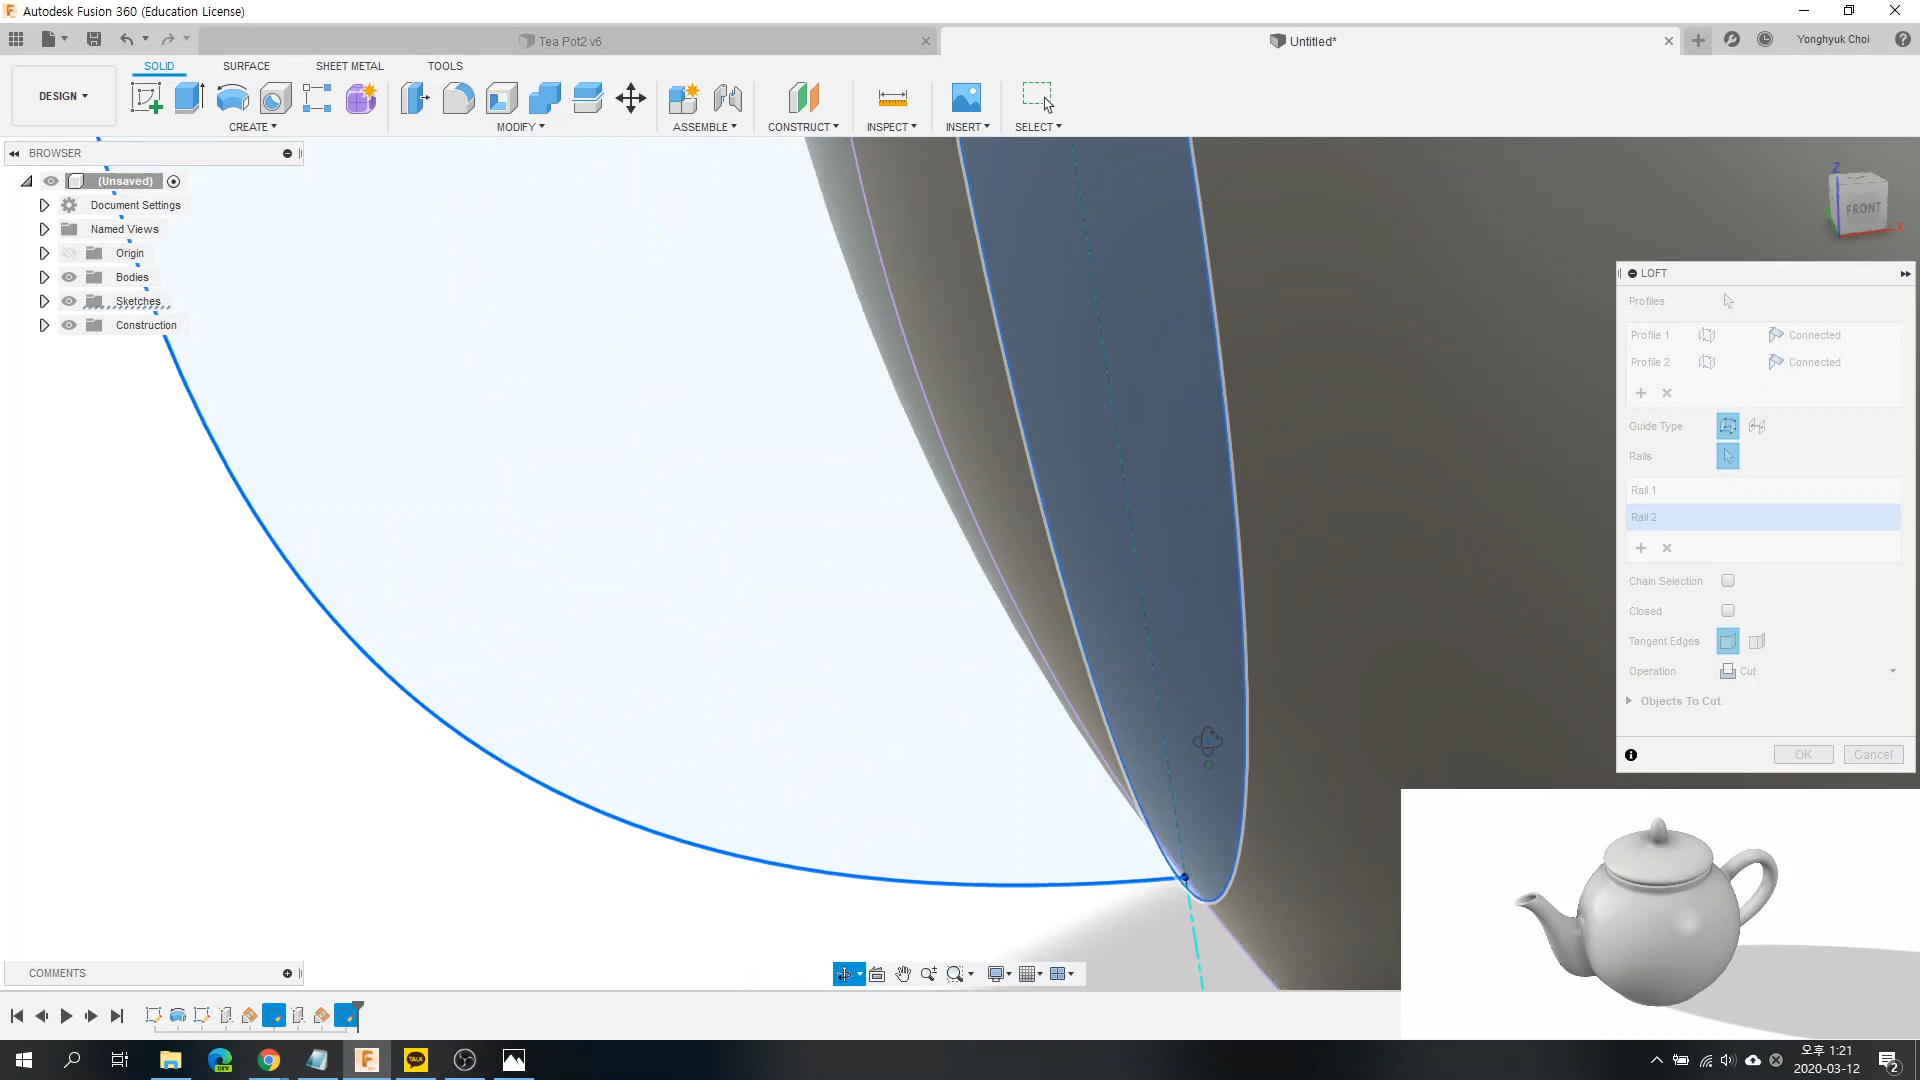 Autodesk Fusion 360 (Education License)
Tea Pot2 v6
Untitled*
Yonghyuk Choi
SOLID
SURFACE
SHEET METAL
TOOLS
DESIGN
CREATE
MODIFY
ASSEMBLE
CONSTRUCT
INSPECT
INSERT
SELECT
BROWSER
(Unsaved)
Document Settings
Named Views
Origin
Bodies
Sketches
Construction
Z
FRONT
X
LOFT
Profiles
Profile 1 Connected
Profile 2 Connected
Guide Type
Rails
Rail 1
Rail 2
Chain Selection
Closed
Tangent Edges
Operation Cut
Objects To Cut
OK Cancel
COMMENTS
DEV
TALK
오후 1:21
2020-03-12
2